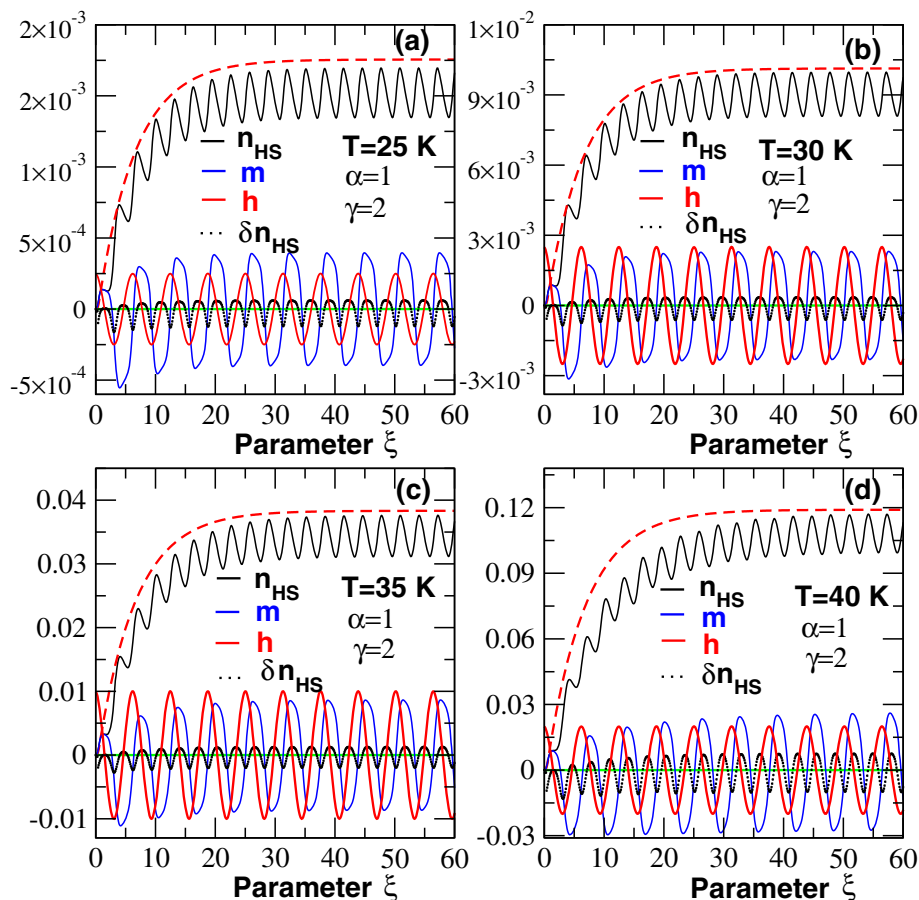 (a)
2×10⁻³
2×10⁻³
1×10⁻³
5×10⁻⁴
0
-5×10⁻⁴
n_HS
m
h
δn_HS
T=25 K
α=1
γ=2
0 10 20 30 40 50 60
Parameter ξ
(b)
1×10⁻²
9×10⁻³
6×10⁻³
3×10⁻³
0
-3×10⁻³
n_HS
m
h
δn_HS
T=30 K
α=1
γ=2
0 10 20 30 40 50 60
Parameter ξ
(c)
0.04
0.03
0.02
0.01
0
-0.01
n_HS
m
h
δn_HS
T=35 K
α=1
γ=2
0 10 20 30 40 50 60
Parameter ξ
(d)
0.12
0.09
0.06
0.03
0
-0.03
n_HS
m
h
δn_HS
T=40 K
α=1
γ=2
0 10 20 30 40 50 60
Parameter ξ